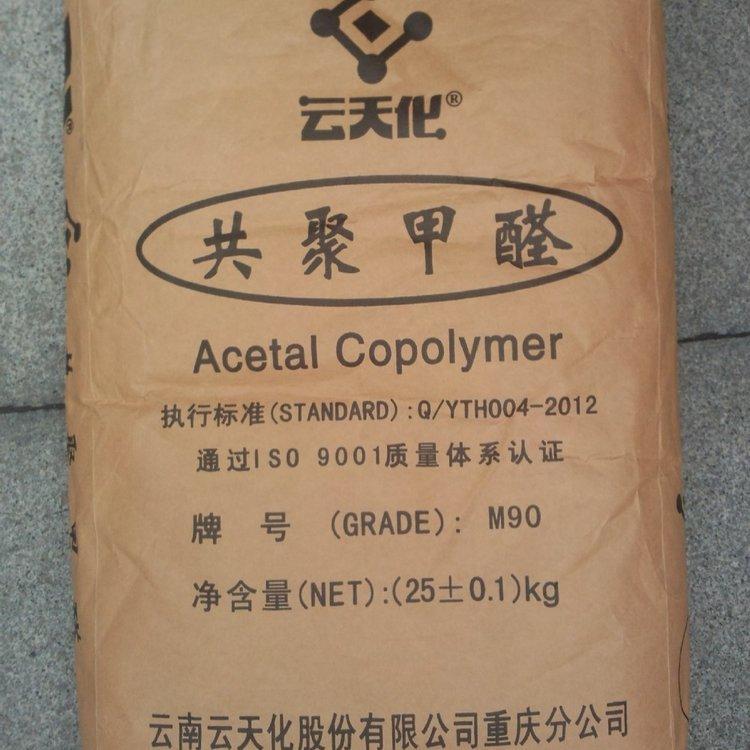 云天化®
共聚甲醛
Acetal Copolymer
执行标准(STANDARD):Q/YTH004-2012
通过ISO 9001质量体系认证
牌 号 (GRADE): M90
净含量(NET):(25±0.1)kg
云南云天化股份有限公司重庆分公司